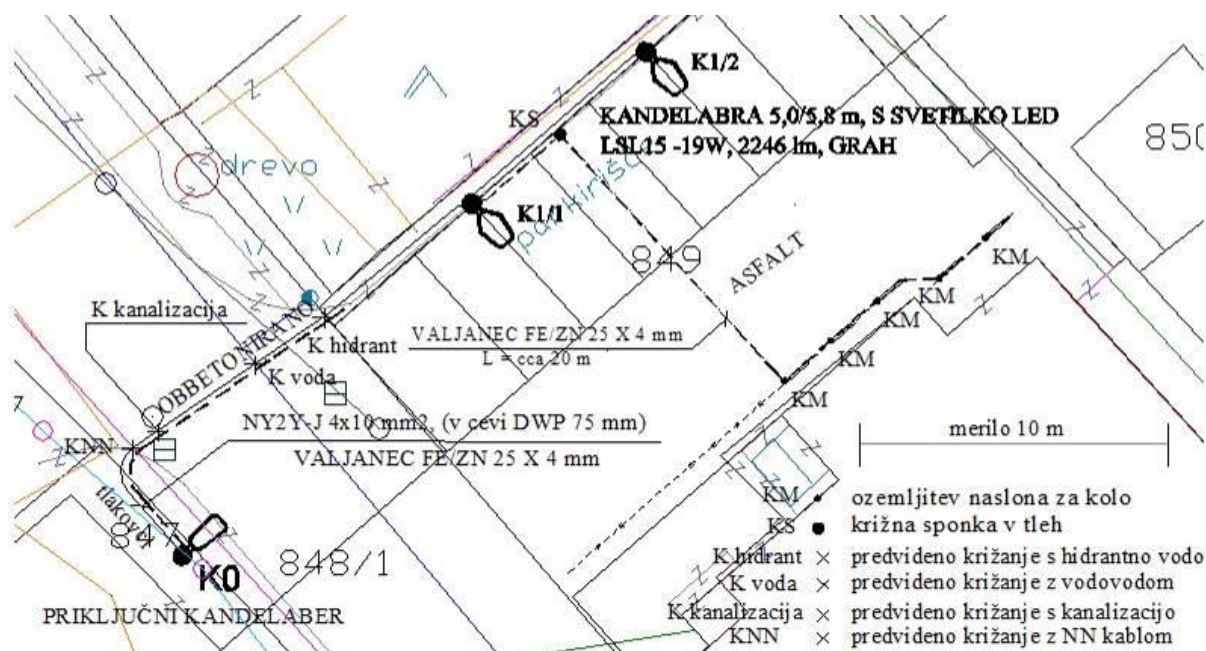 K1/2
KS
KANDELABRA 5,0/5,8 m, S SVETILKO LED
LSL15 -19W, 2246 lm, GRAH
850
drevo
K1/1
parkirišče
849
ASFALT
KM
KM
KM
KM
KM
K kanalizacija
OBBETONIRANO
K hidrant
VALJANEC FE/ZN 25 X 4 mm
L = cca 20 m
K voda
NY2Y-J 4x10 mm2, (v cevi DWP 75 mm)
VALJANEC FE/ZN 25 X 4 mm
KNN
merilo 10 m
tlakovci
847
848/1
K0
PRIKLJUČNI KANDELABER
KM ozemljitev naslona za kolo
KS križna sponka v tleh
K hidrant × predvideno križanje s hidrantno vodo
K voda × predvideno križanje z vodovodom
K kanalizacija × predvideno križanje s kanalizacijo
KNN × predvideno križanje z NN kablom